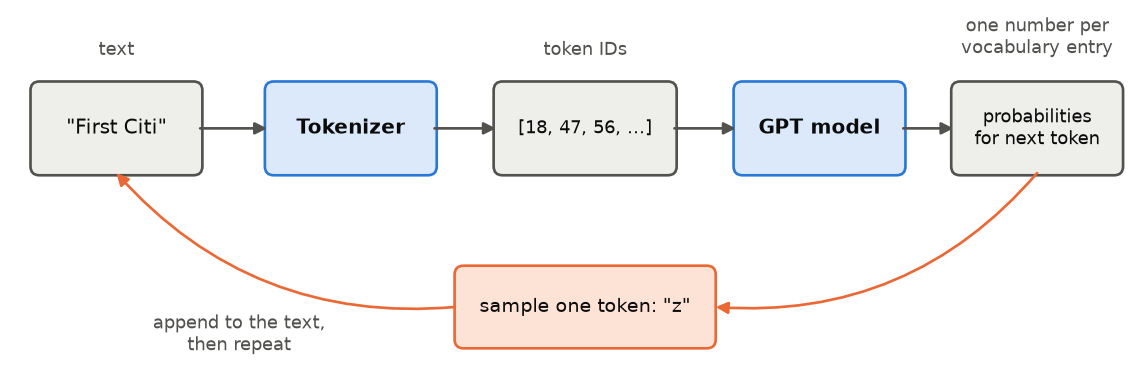 text
token IDs
one number per
vocabulary entry
"First Citi"
Tokenizer
[18, 47, 56, ...]
GPT model
probabilities
for next token
sample one token: "z"
append to the text,
then repeat